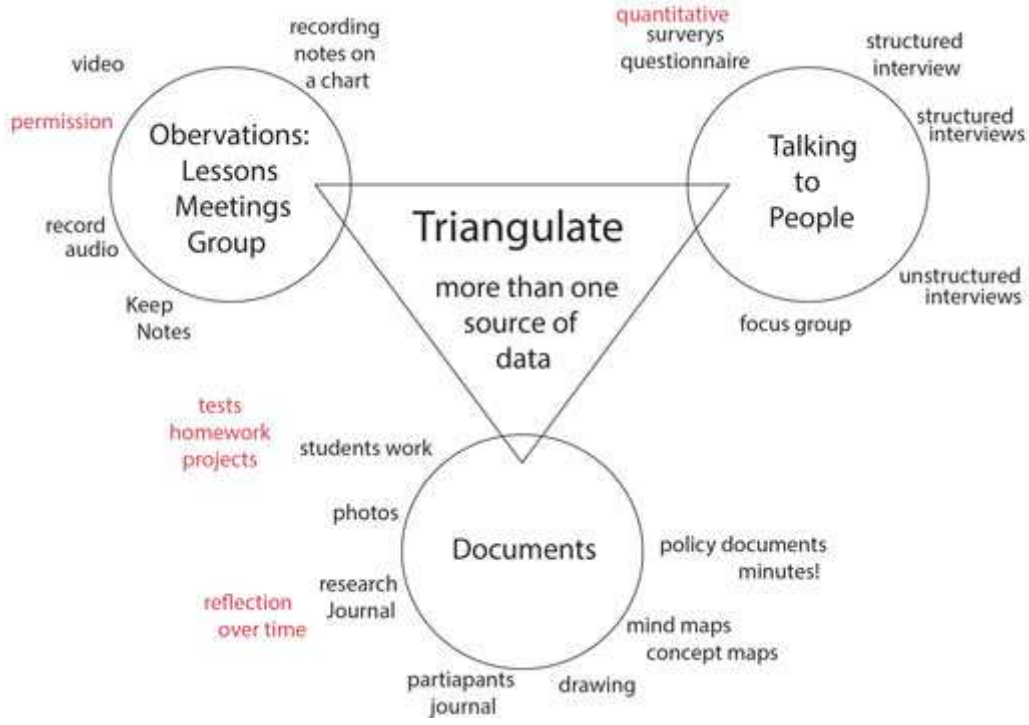 recording
notes on
a chart
video
permission
Obervations:
Lessons
Meetings
Group
record
audio
Keep
Notes
quantitative
surverys
questionnaire
structured
interview
structured
interviews
Talking
to
People
unstructured
interviews
focus group
Triangulate
more than one
source of
data
tests
homework
projects
students work
photos
Documents
policy documents
minutes!
research
Journal
reflection
over time
mind maps
concept maps
partiapants
journal
drawing